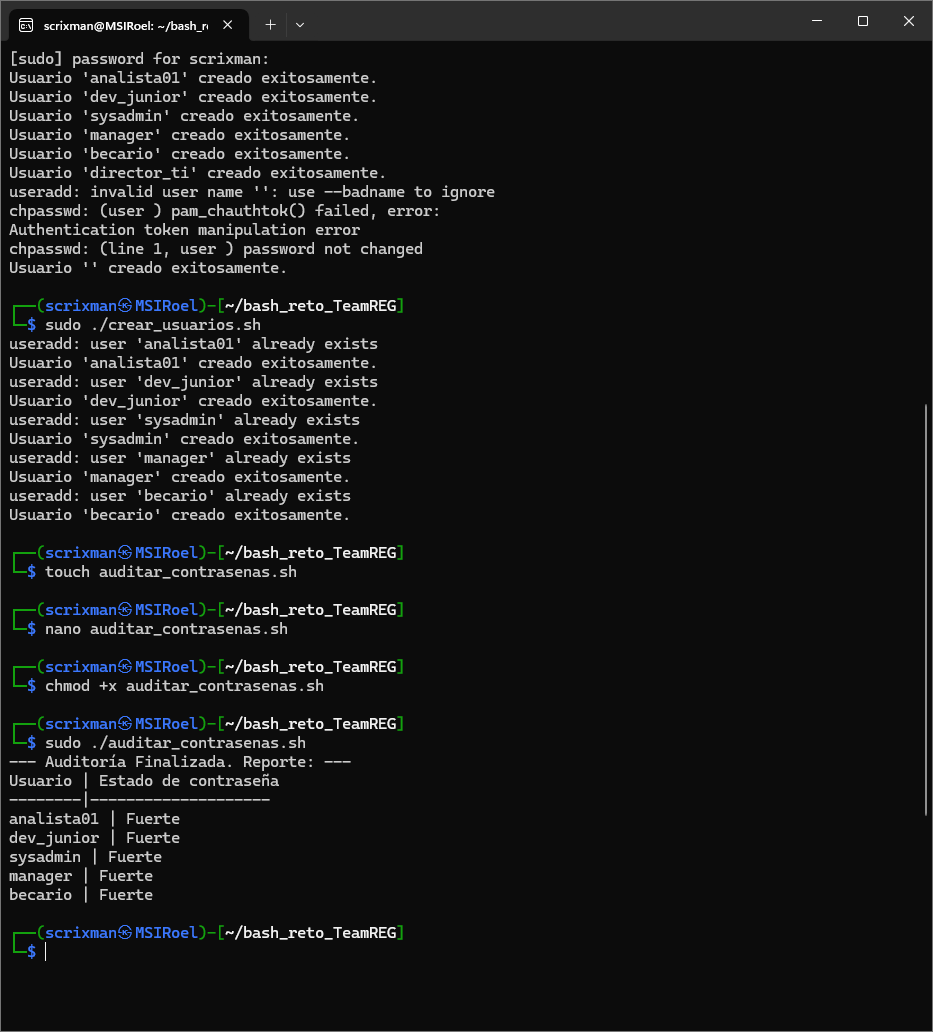 scrixman@MSIRoel: ~/bash_r
[sudo] password for scrixman:
Usuario 'analista01' creado exitosamente.
Usuario 'dev_junior' creado exitosamente.
Usuario 'sysadmin' creado exitosamente.
Usuario 'manager' creado exitosamente.
Usuario 'becario' creado exitosamente.
Usuario 'director_ti' creado exitosamente.
useradd: invalid user name '': use --badname to ignore
chpasswd: (user ) pam_chauthtok() failed, error:
Authentication token manipulation error
chpasswd: (line 1, user ) password not changed
Usuario '' creado exitosamente.
┌──(scrixman㉿MSIRoel)-[~/bash_reto_TeamREG]
└─$ sudo ./crear_usuarios.sh
useradd: user 'analista01' already exists
Usuario 'analista01' creado exitosamente.
useradd: user 'dev_junior' already exists
Usuario 'dev_junior' creado exitosamente.
useradd: user 'sysadmin' already exists
Usuario 'sysadmin' creado exitosamente.
useradd: user 'manager' already exists
Usuario 'manager' creado exitosamente.
useradd: user 'becario' already exists
Usuario 'becario' creado exitosamente.
┌──(scrixman㉿MSIRoel)-[~/bash_reto_TeamREG]
└─$ touch auditar_contrasenas.sh
┌──(scrixman㉿MSIRoel)-[~/bash_reto_TeamREG]
└─$ nano auditar_contrasenas.sh
┌──(scrixman㉿MSIRoel)-[~/bash_reto_TeamREG]
└─$ chmod +x auditar_contrasenas.sh
┌──(scrixman㉿MSIRoel)-[~/bash_reto_TeamREG]
└─$ sudo ./auditar_contrasenas.sh
--- Auditoría Finalizada. Reporte: ---
Usuario | Estado de contraseña
--------|--------------------
analista01 | Fuerte
dev_junior | Fuerte
sysadmin | Fuerte
manager | Fuerte
becario | Fuerte
┌──(scrixman㉿MSIRoel)-[~/bash_reto_TeamREG]
└─$